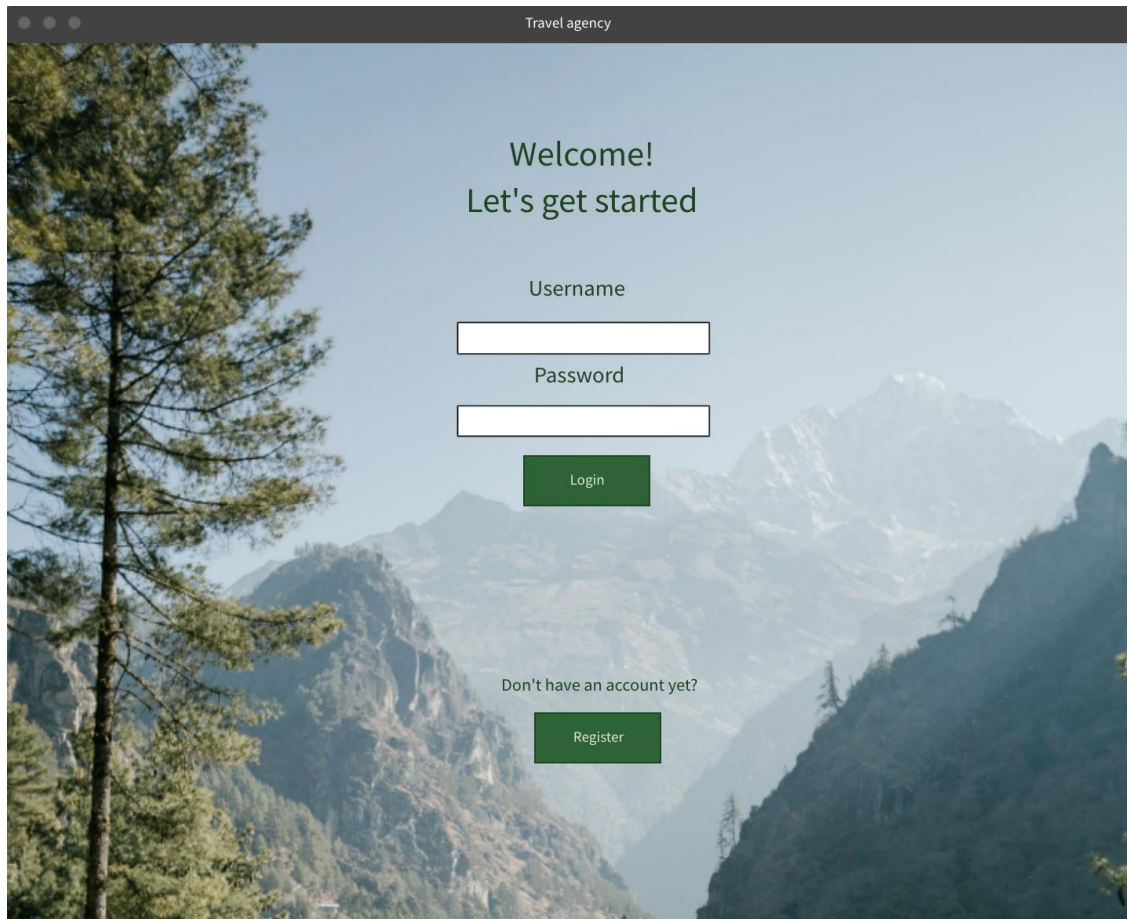 Travel agency
Welcome!
Let's get started
Username
Password
Login
Don't have an account yet?
Register